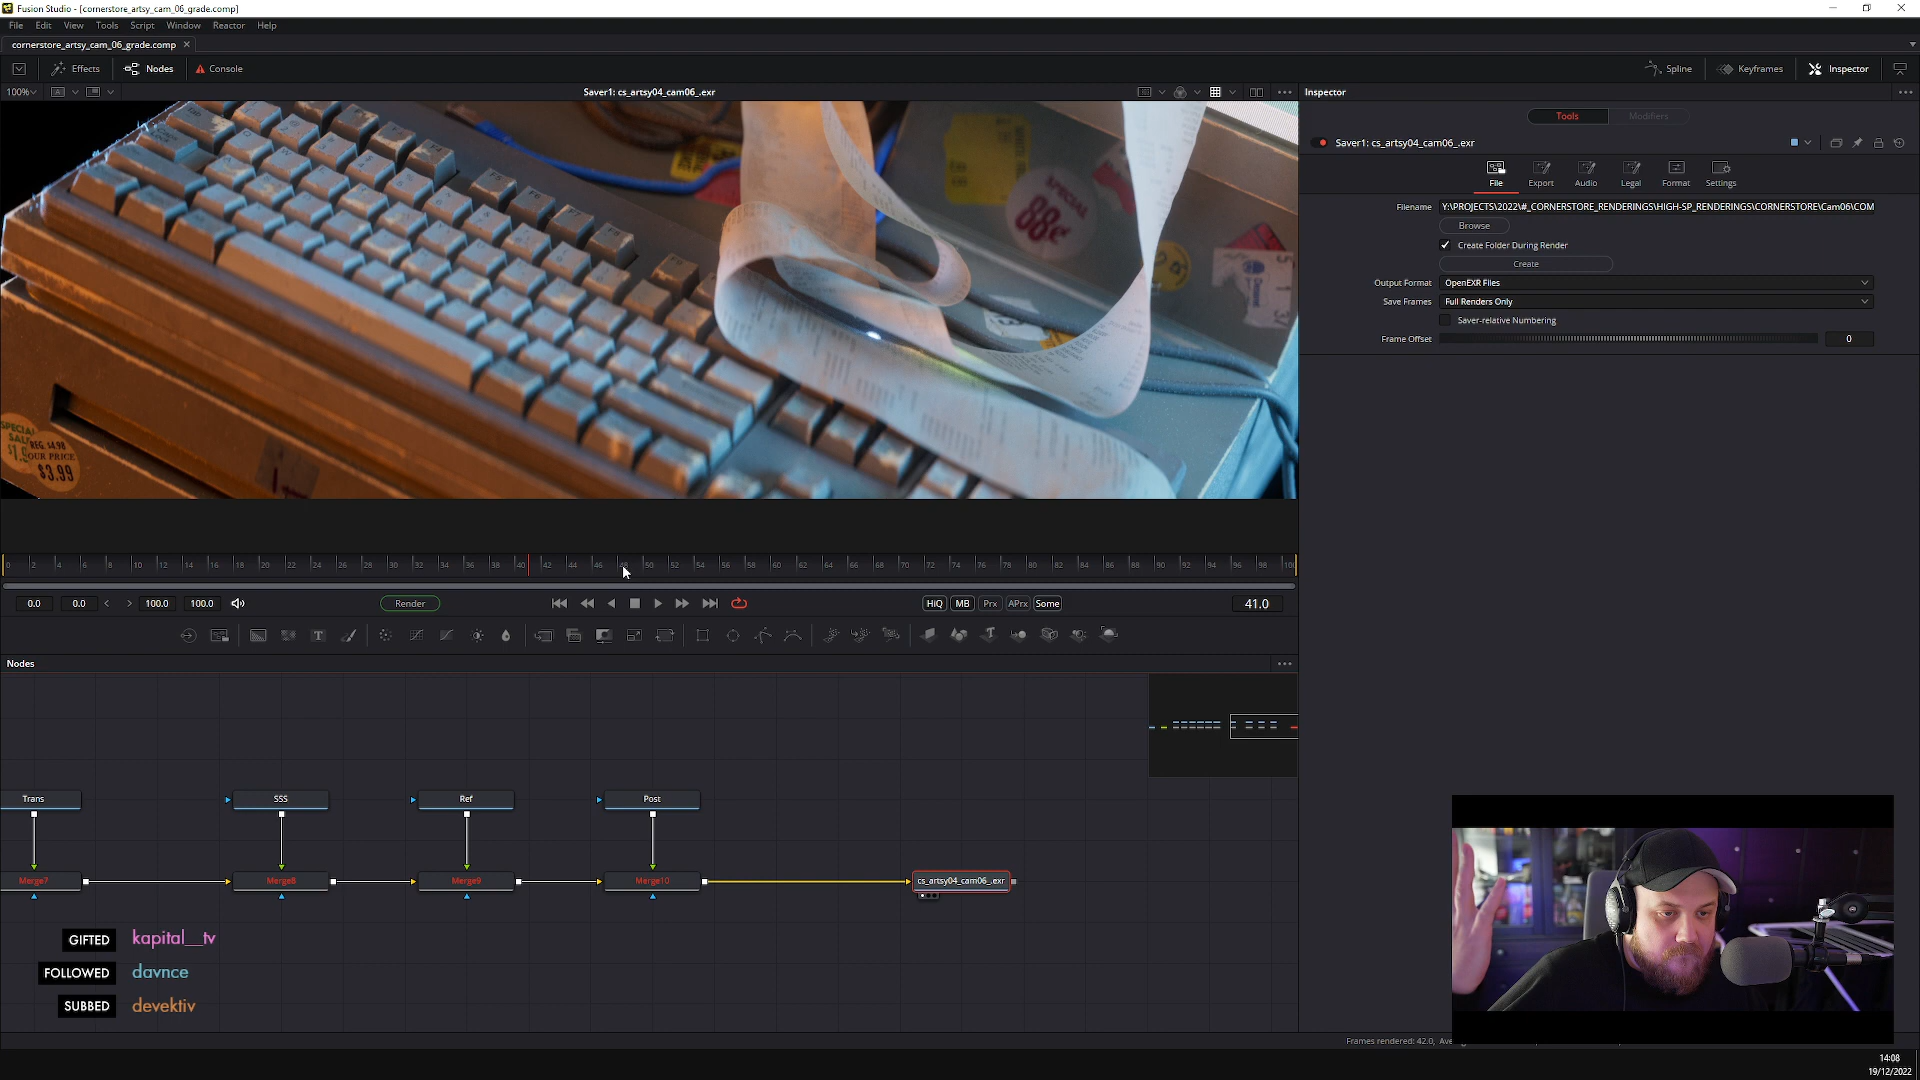 Fusion Studio - [cornerstore_artsy_cam_06_grade.comp]
File Edit View Tools Script Window Reactor Help
cornerstore_artsy_cam_06_grade.comp
Effects Nodes Console Spline Keyframes Inspector
100% Saver1: cs_artsy04_cam06_.exr Inspector
Tools Modifiers
Saver1: cs_artsy04_cam06_.exr
File Export Audio Legal Format Settings
Filename Y:\PROJECTS\2022\#_CORNERSTORE_RENDERINGS\HIGH-SP_RENDERINGS\CORNERSTORE\Cam06\COM
Browse
Create Folder During Render
Create
Output Format OpenEXR Files
Save Frames Full Renders Only
Saver-relative Numbering
Frame Offset 0
SPECIAL
88¢
SPECIAL
REG. $4.98
OUR PRICE
$3.99
0 2 4 6 8 10 12 14 16 18 20 22 24 26 28 30 32 34 36 38 40 42 44 46 48 50 52 54 56 58 60 62 64 66 68 70 72 74 76 78 80 82 84 86 88 90 92 94 96 98
0.0 0.0 100.0 100.0 Render HiQ MB Prx APrx Some 41.0
Nodes
Trans SSS Ref Post
Merge7 Merge8 Merge9 Merge10 cs_artsy04_cam06_.exr
GIFTED kapital__tv
FOLLOWED davnce
SUBBED devektiv
Frames rendered: 42.0,
14:08
19/12/2022